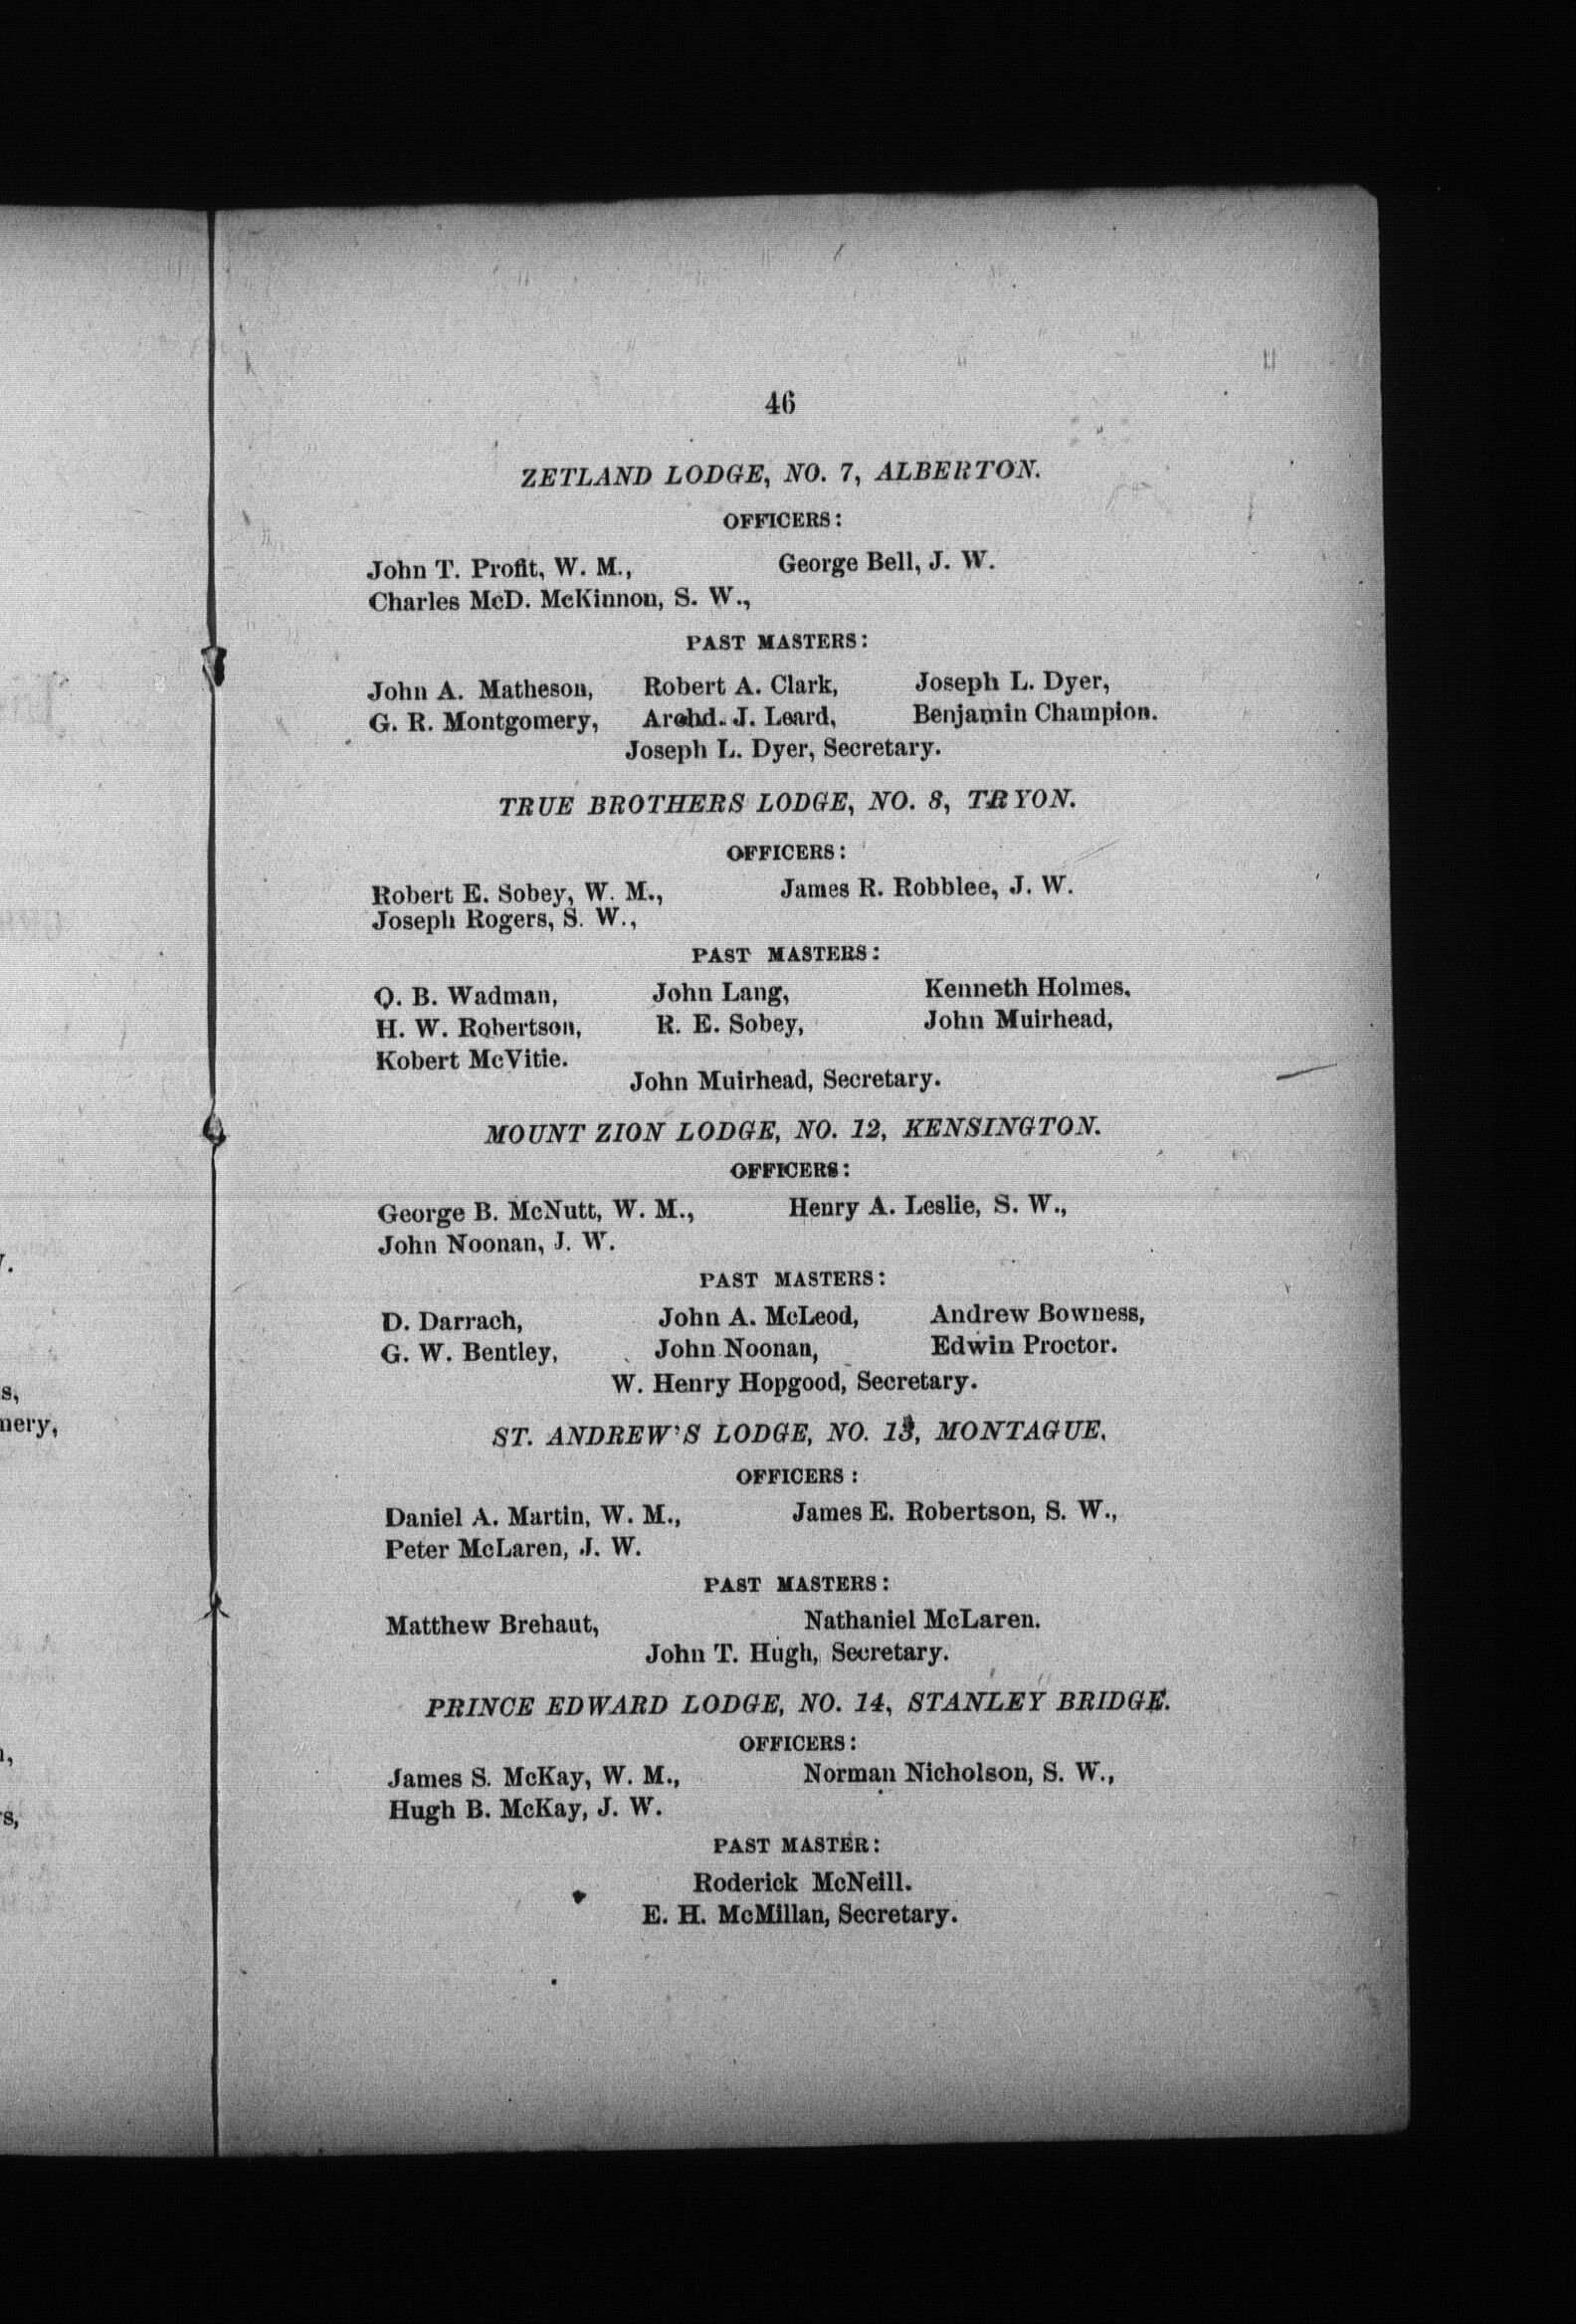 46
ZETLAND LODGE, NO. 7, ALBERTON.
OFFICERS:
John T. Profit, W. M., George Bell, J. W.
Charles McD. McKinnon, S. W.,
PAST MASTERS:
John A. Matheson, Robert A. Clark, Joseph L. Dyer,
G. R. Montgomery, Archd. J. Leard, Benjamin Champion.
Joseph L. Dyer, Secretary.
TRUE BROTHERS LODGE, NO. 8, TRYON.
OFFICERS:
Robert E. Sobey, W. M., James R. Robblee, J. W.
Joseph Rogers, S. W.,
PAST MASTERS:
O. B. Wadman, John Lang, Kenneth Holmes,
H. W. Robertson, R. E. Sobey, John Muirhead,
Kobert McVitie.
John Muirhead, Secretary.
MOUNT ZION LODGE, NO. 12, KENSINGTON.
OFFICERS:
George B. McNutt, W. M., Henry A. Leslie, S. W.,
John Noonan, J. W.
PAST MASTERS:
D. Darrach, John A. McLeod, Andrew Bowness,
G. W. Bentley, John Noonan, Edwin Proctor.
W. Henry Hopgood, Secretary.
ST. ANDREW'S LODGE, NO. 13, MONTAGUE.
OFFICERS:
Daniel A. Martin, W. M., James E. Robertson, S. W.,
Peter McLaren, J. W.
PAST MASTERS:
Matthew Brehaut, Nathaniel McLaren.
John T. Hugh, Secretary.
PRINCE EDWARD LODGE, NO. 14, STANLEY BRIDGE.
OFFICERS:
James S. McKay, W. M., Norman Nicholson, S. W.,
Hugh B. McKay, J. W.
PAST MASTER:
Roderick McNeill.
E. H. McMillan, Secretary.